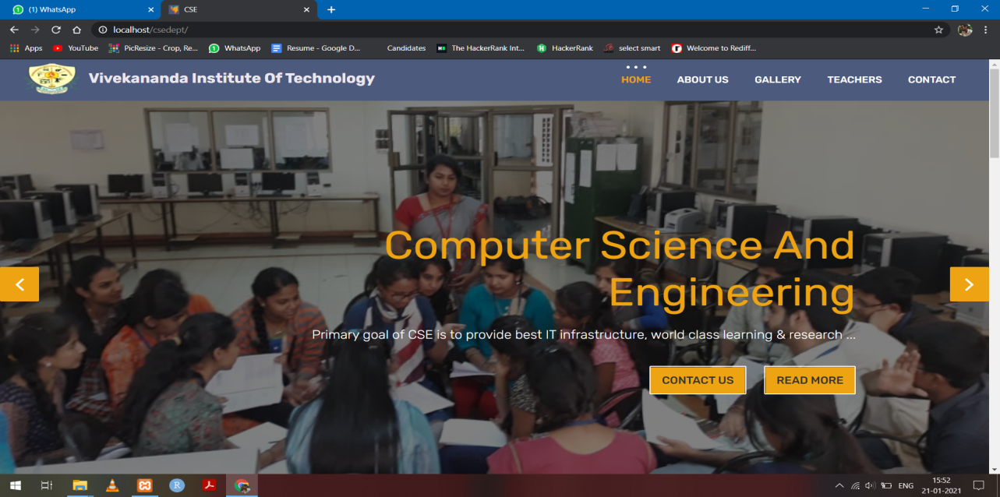 (1) WhatsApp
CSE
localhost/csedept/
Apps
YouTube
PicResize - Crop, Re...
WhatsApp
Resume - Google D...
Candidates
The HackerRank Int...
HackerRank
select smart
Welcome to Rediff...
Vivekananda Institute Of Technology
HOME
ABOUT US
GALLERY
TEACHERS
CONTACT
Computer Science And
Engineering
Primary goal of CSE is to provide best IT infrastructure, world class learning & research ...
CONTACT US
READ MORE
ENG
15:52
21-01-2021